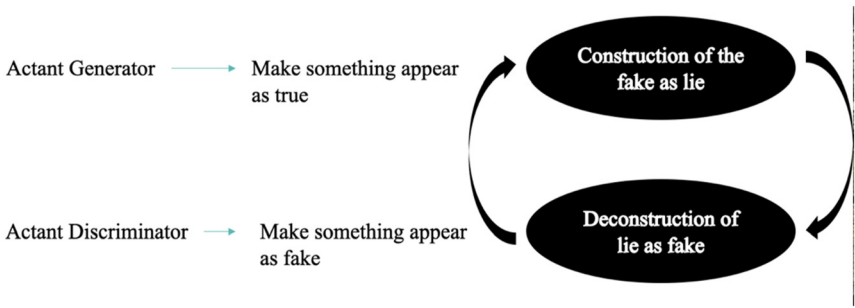 Actant Generator
Make something appear
as true
Construction of the
fake as lie
Actant Discriminator
Make something appear
as fake
Deconstruction of
lie as fake